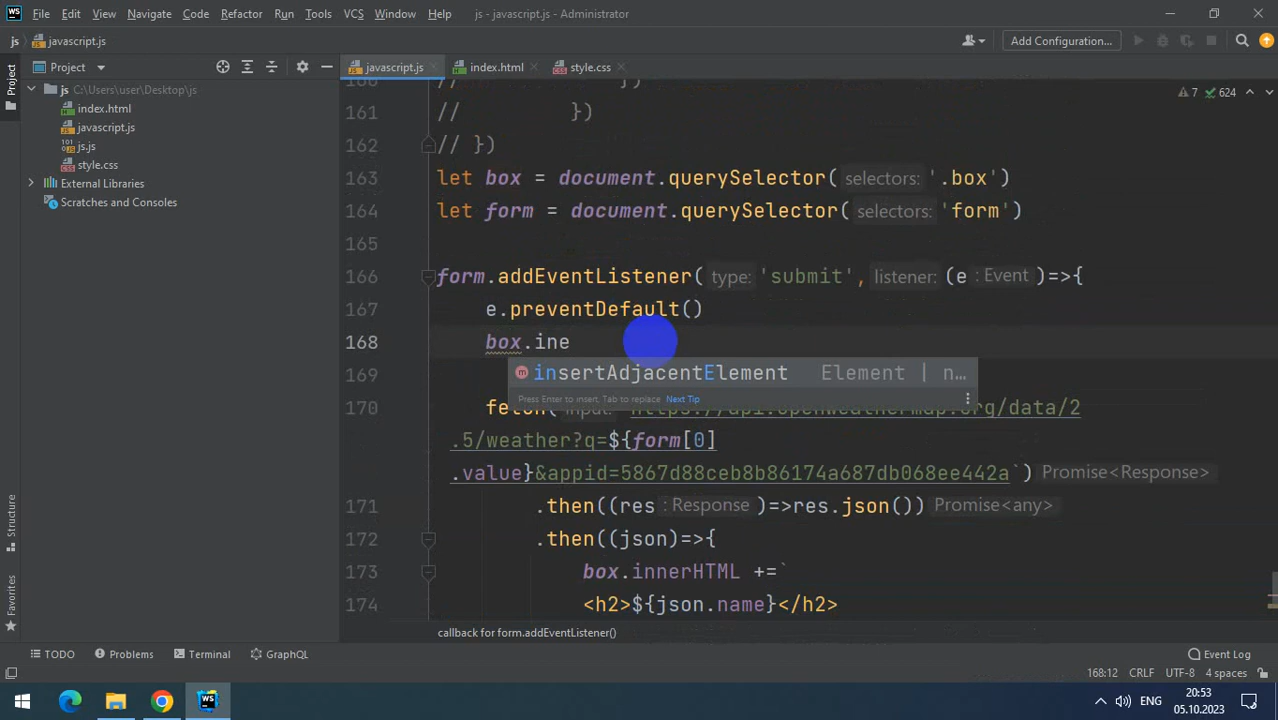 WS File Edit View Navigate Code Refactor Run Tools VCS Window Help js - javascript.js - Administrator
js javascript.js Add Configuration...
Project
Project
js C:\Users\user\Desktop\js
index.html
javascript.js
js.js
style.css
External Libraries
Scratches and Consoles
Structure
Favorites
javascript.js index.html style.css
7 624
160 // })
161 // })
162 // })
163 let box = document.querySelector( selectors: '.box')
164 let form = document.querySelector( selectors: 'form')
165
166 form.addEventListener( type: 'submit', listener: (e : Event )=>{
167 e.preventDefault()
168 box.ine
169 insertAdjacentElement Element | n...
Press Enter to insert, Tab to replace Next Tip
170 fetch( input: `https://api.openweathermap.org/data/2
.5/weather?q=${form[0]
.value}&appid=5867d88ceb8b86174a687db068ee442a`) Promise<Response>
171 .then((res : Response )=>res.json()) Promise<any>
172 .then((json)=>{
173 box.innerHTML +=`
174 <h2>${json.name}</h2>
callback for form.addEventListener()
TODO Problems Terminal GraphQL Event Log
168:12 CRLF UTF-8 4 spaces
WS ENG 20:53
05.10.2023